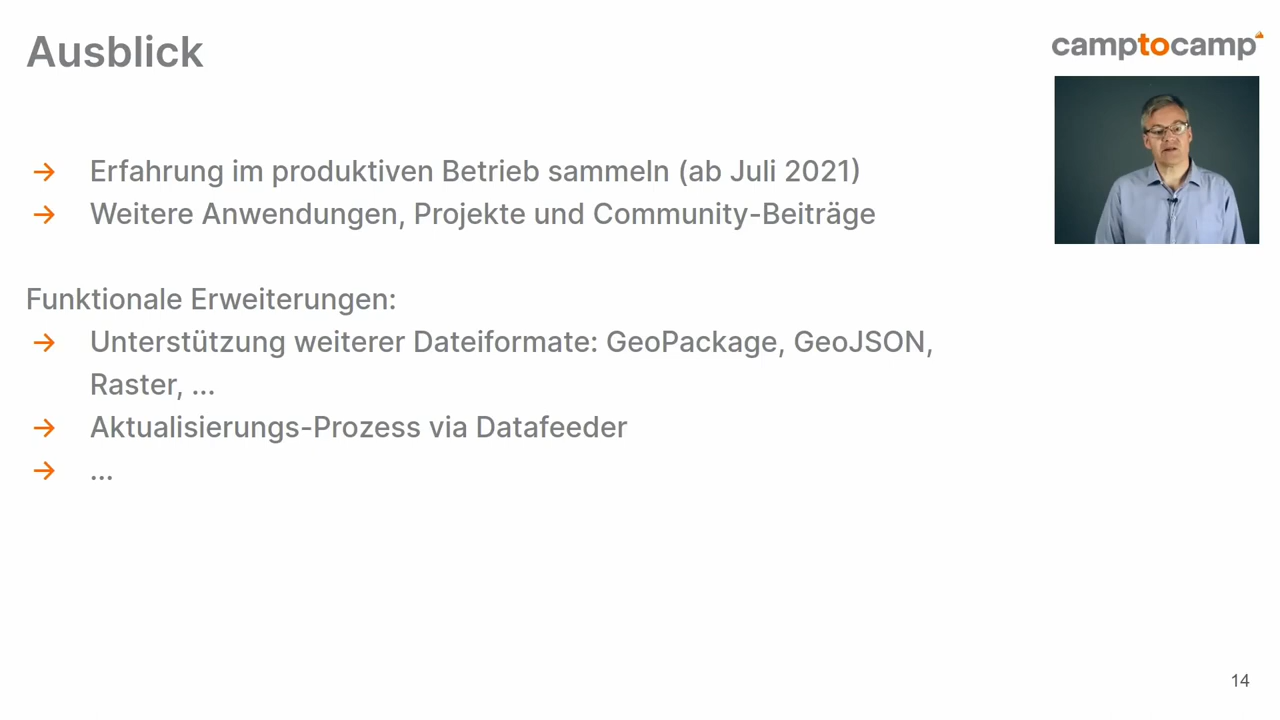 Ausblick
camptocamp
→ Erfahrung im produktiven Betrieb sammeln (ab Juli 2021)
→ Weitere Anwendungen, Projekte und Community-Beiträge
Funktionale Erweiterungen:
→ Unterstützung weiterer Dateiformate: GeoPackage, GeoJSON,
Raster, ...
→ Aktualisierungs-Prozess via Datafeeder
→ ...
14